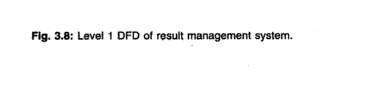 Fig. 3.8: Level 1 DFD of result management system.